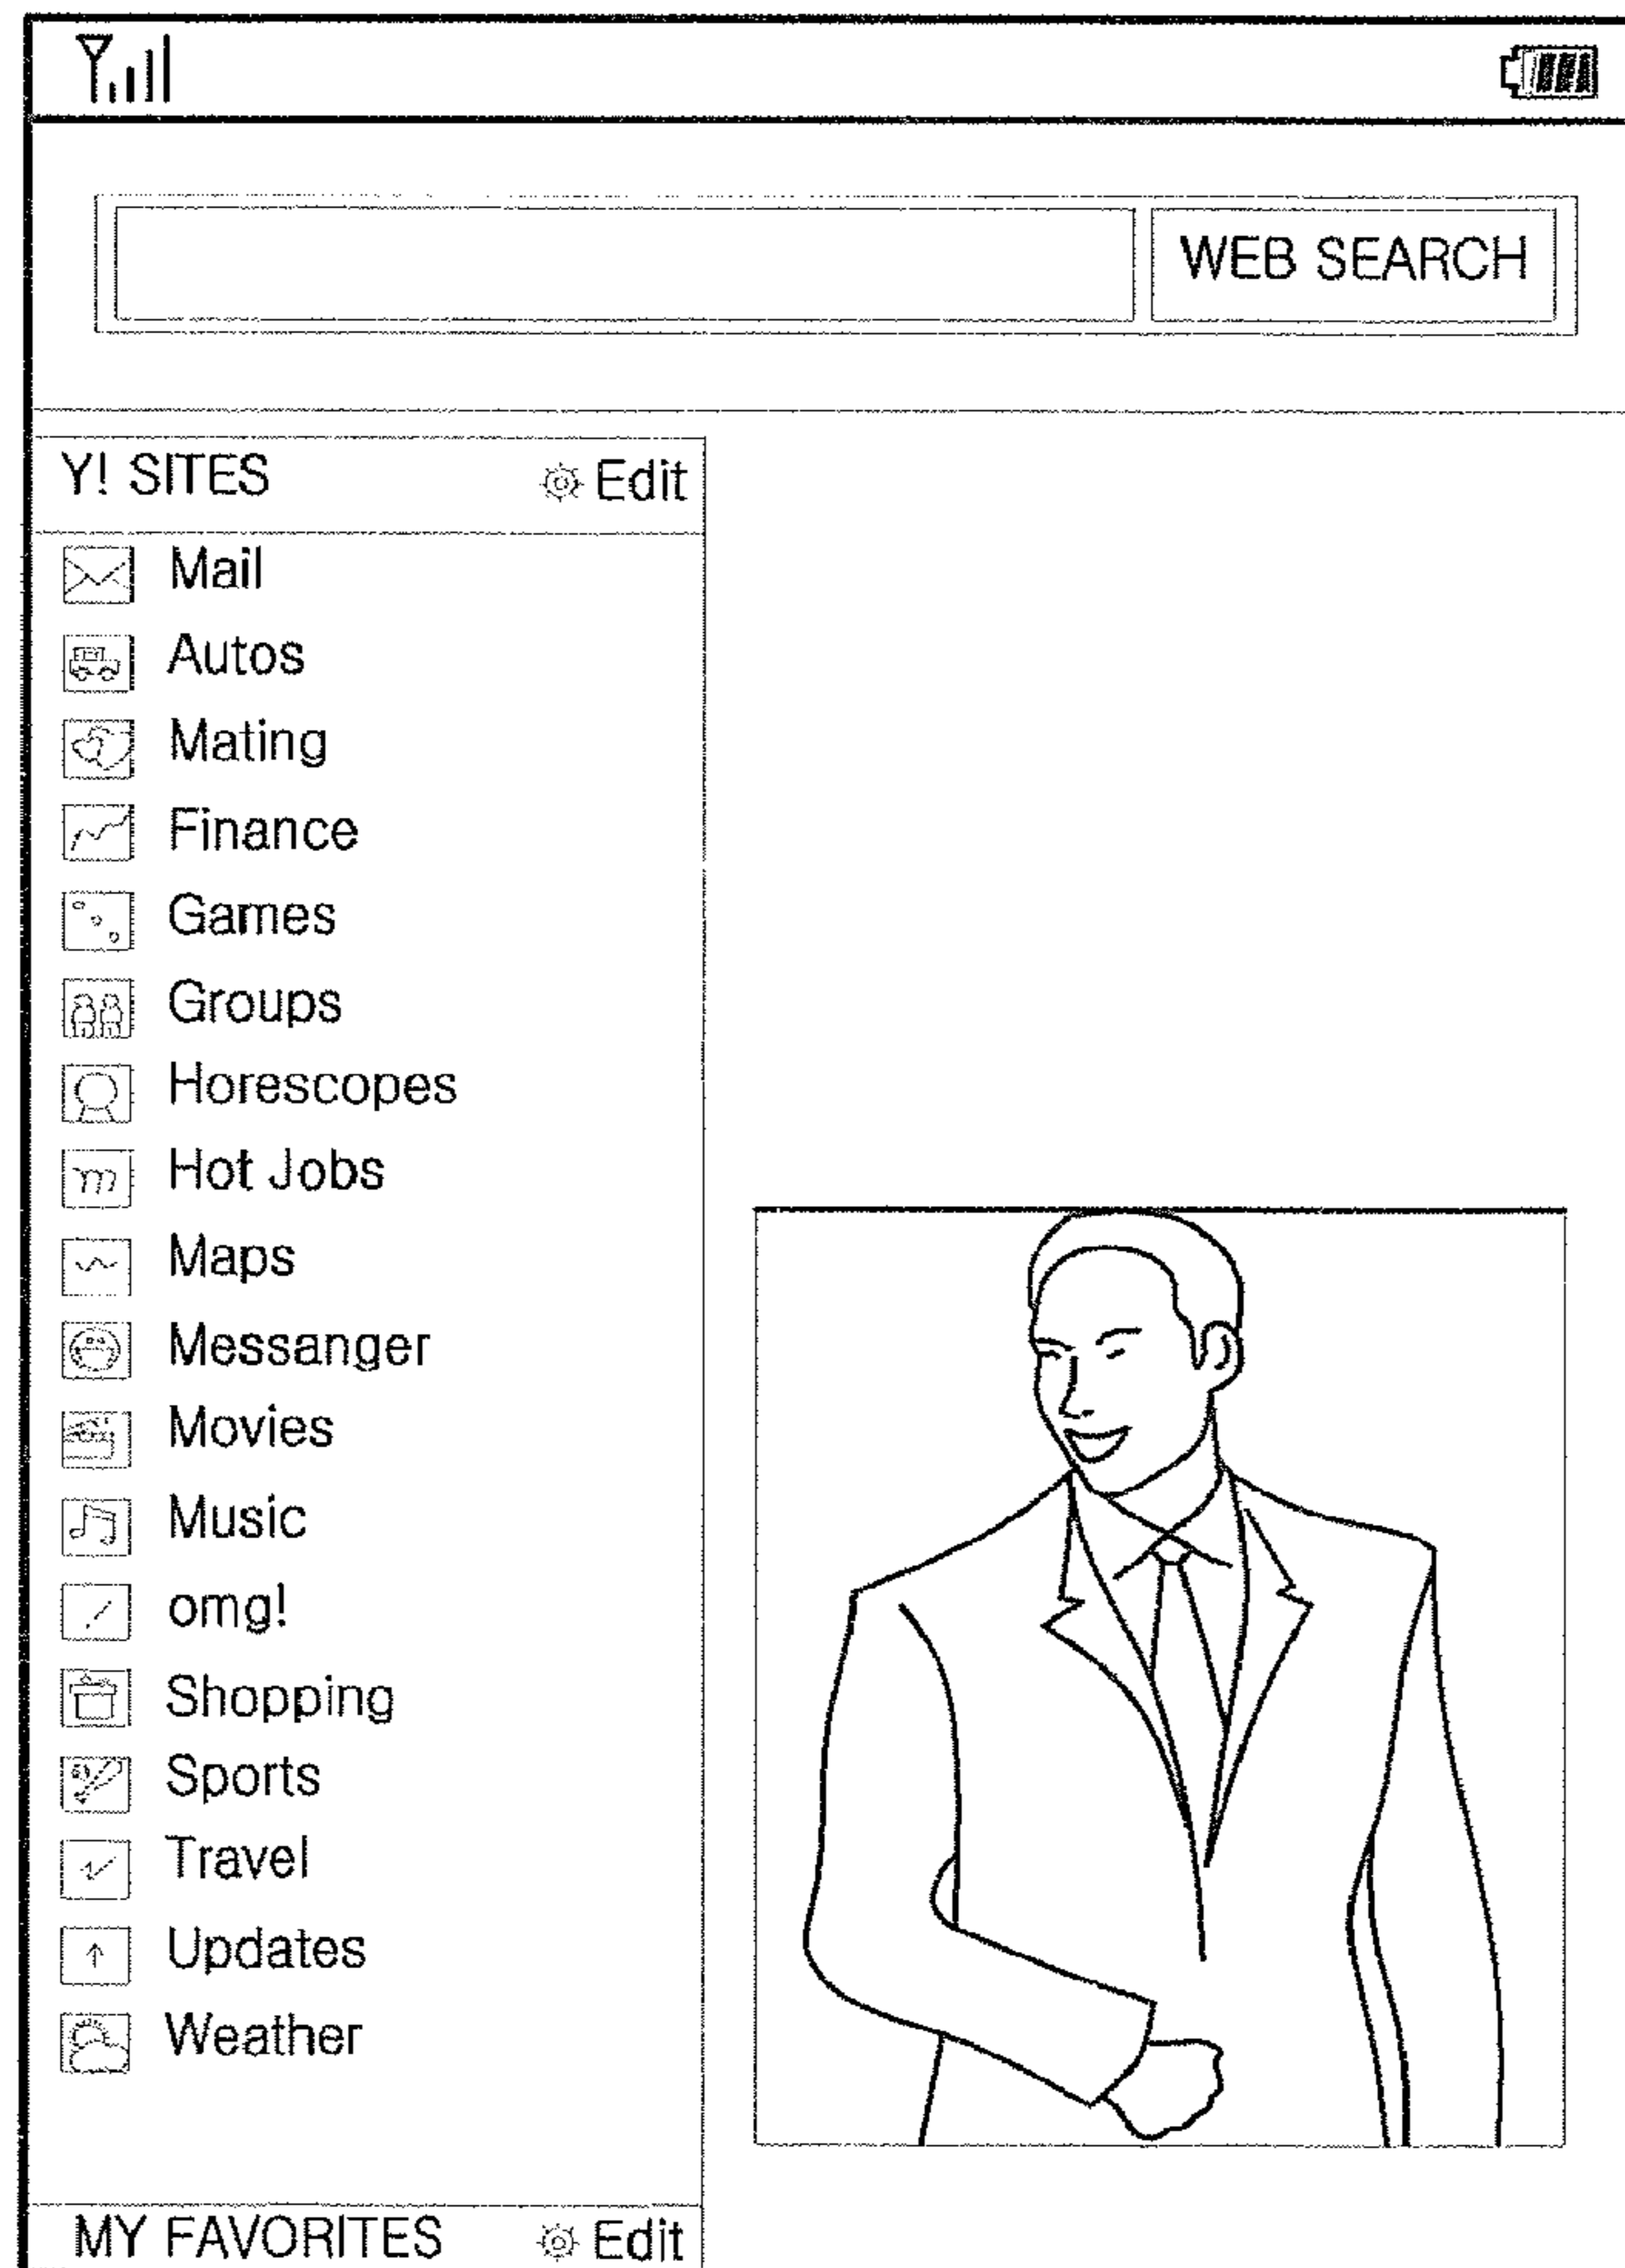 WEB SEARCH
Y! SITES Edit
Mail
Autos
Mating
Finance
Games
Groups
Horescopes
Hot Jobs
Maps
Messanger
Movies
Music
omg!
Shopping
Sports
Travel
Updates
Weather
MY FAVORITES Edit